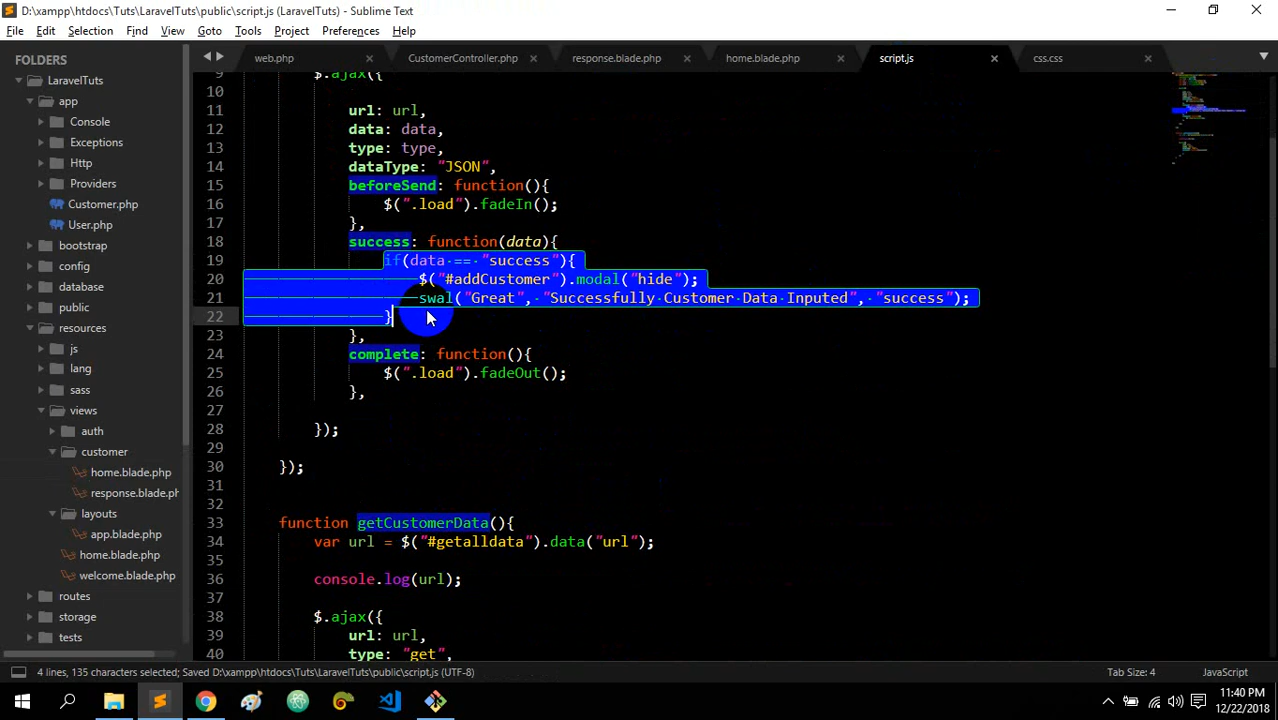 D:\xampp\htdocs\Tuts\LaravelTuts\public\script.js (LaravelTuts) - Sublime Text
File Edit Selection Find View Goto Tools Project Preferences Help
FOLDERS
LaravelTuts
app
Console
Exceptions
Http
Providers
Customer.php
User.php
bootstrap
config
database
public
resources
js
lang
sass
views
auth
customer
home.blade.php
response.blade.ph
layouts
app.blade.php
home.blade.php
welcome.blade.php
routes
storage
tests
web.php CustomerController.php response.blade.php home.blade.php script.js css.css
9 $.ajax({
10
11 url: url,
12 data: data,
13 type: type,
14 dataType: "JSON",
15 beforeSend: function(){
16 $(".load").fadeIn();
17 },
18 success: function(data){
19 if(data == "success"){
20 $("#addCustomer").modal("hide");
21 swal("Great", "Successfully Customer Data Inputed", "success");
22 }
23 },
24 complete: function(){
25 $(".load").fadeOut();
26 },
27
28 });
29
30 });
31
32
33 function getCustomerData(){
34 var url = $("#getalldata").data("url");
35
36 console.log(url);
37
38 $.ajax({
39 url: url,
40 type: "get",
4 lines, 135 characters selected; Saved D:\xampp\htdocs\Tuts\LaravelTuts\public\script.js (UTF-8) Tab Size: 4 JavaScript
11:40 PM
12/22/2018